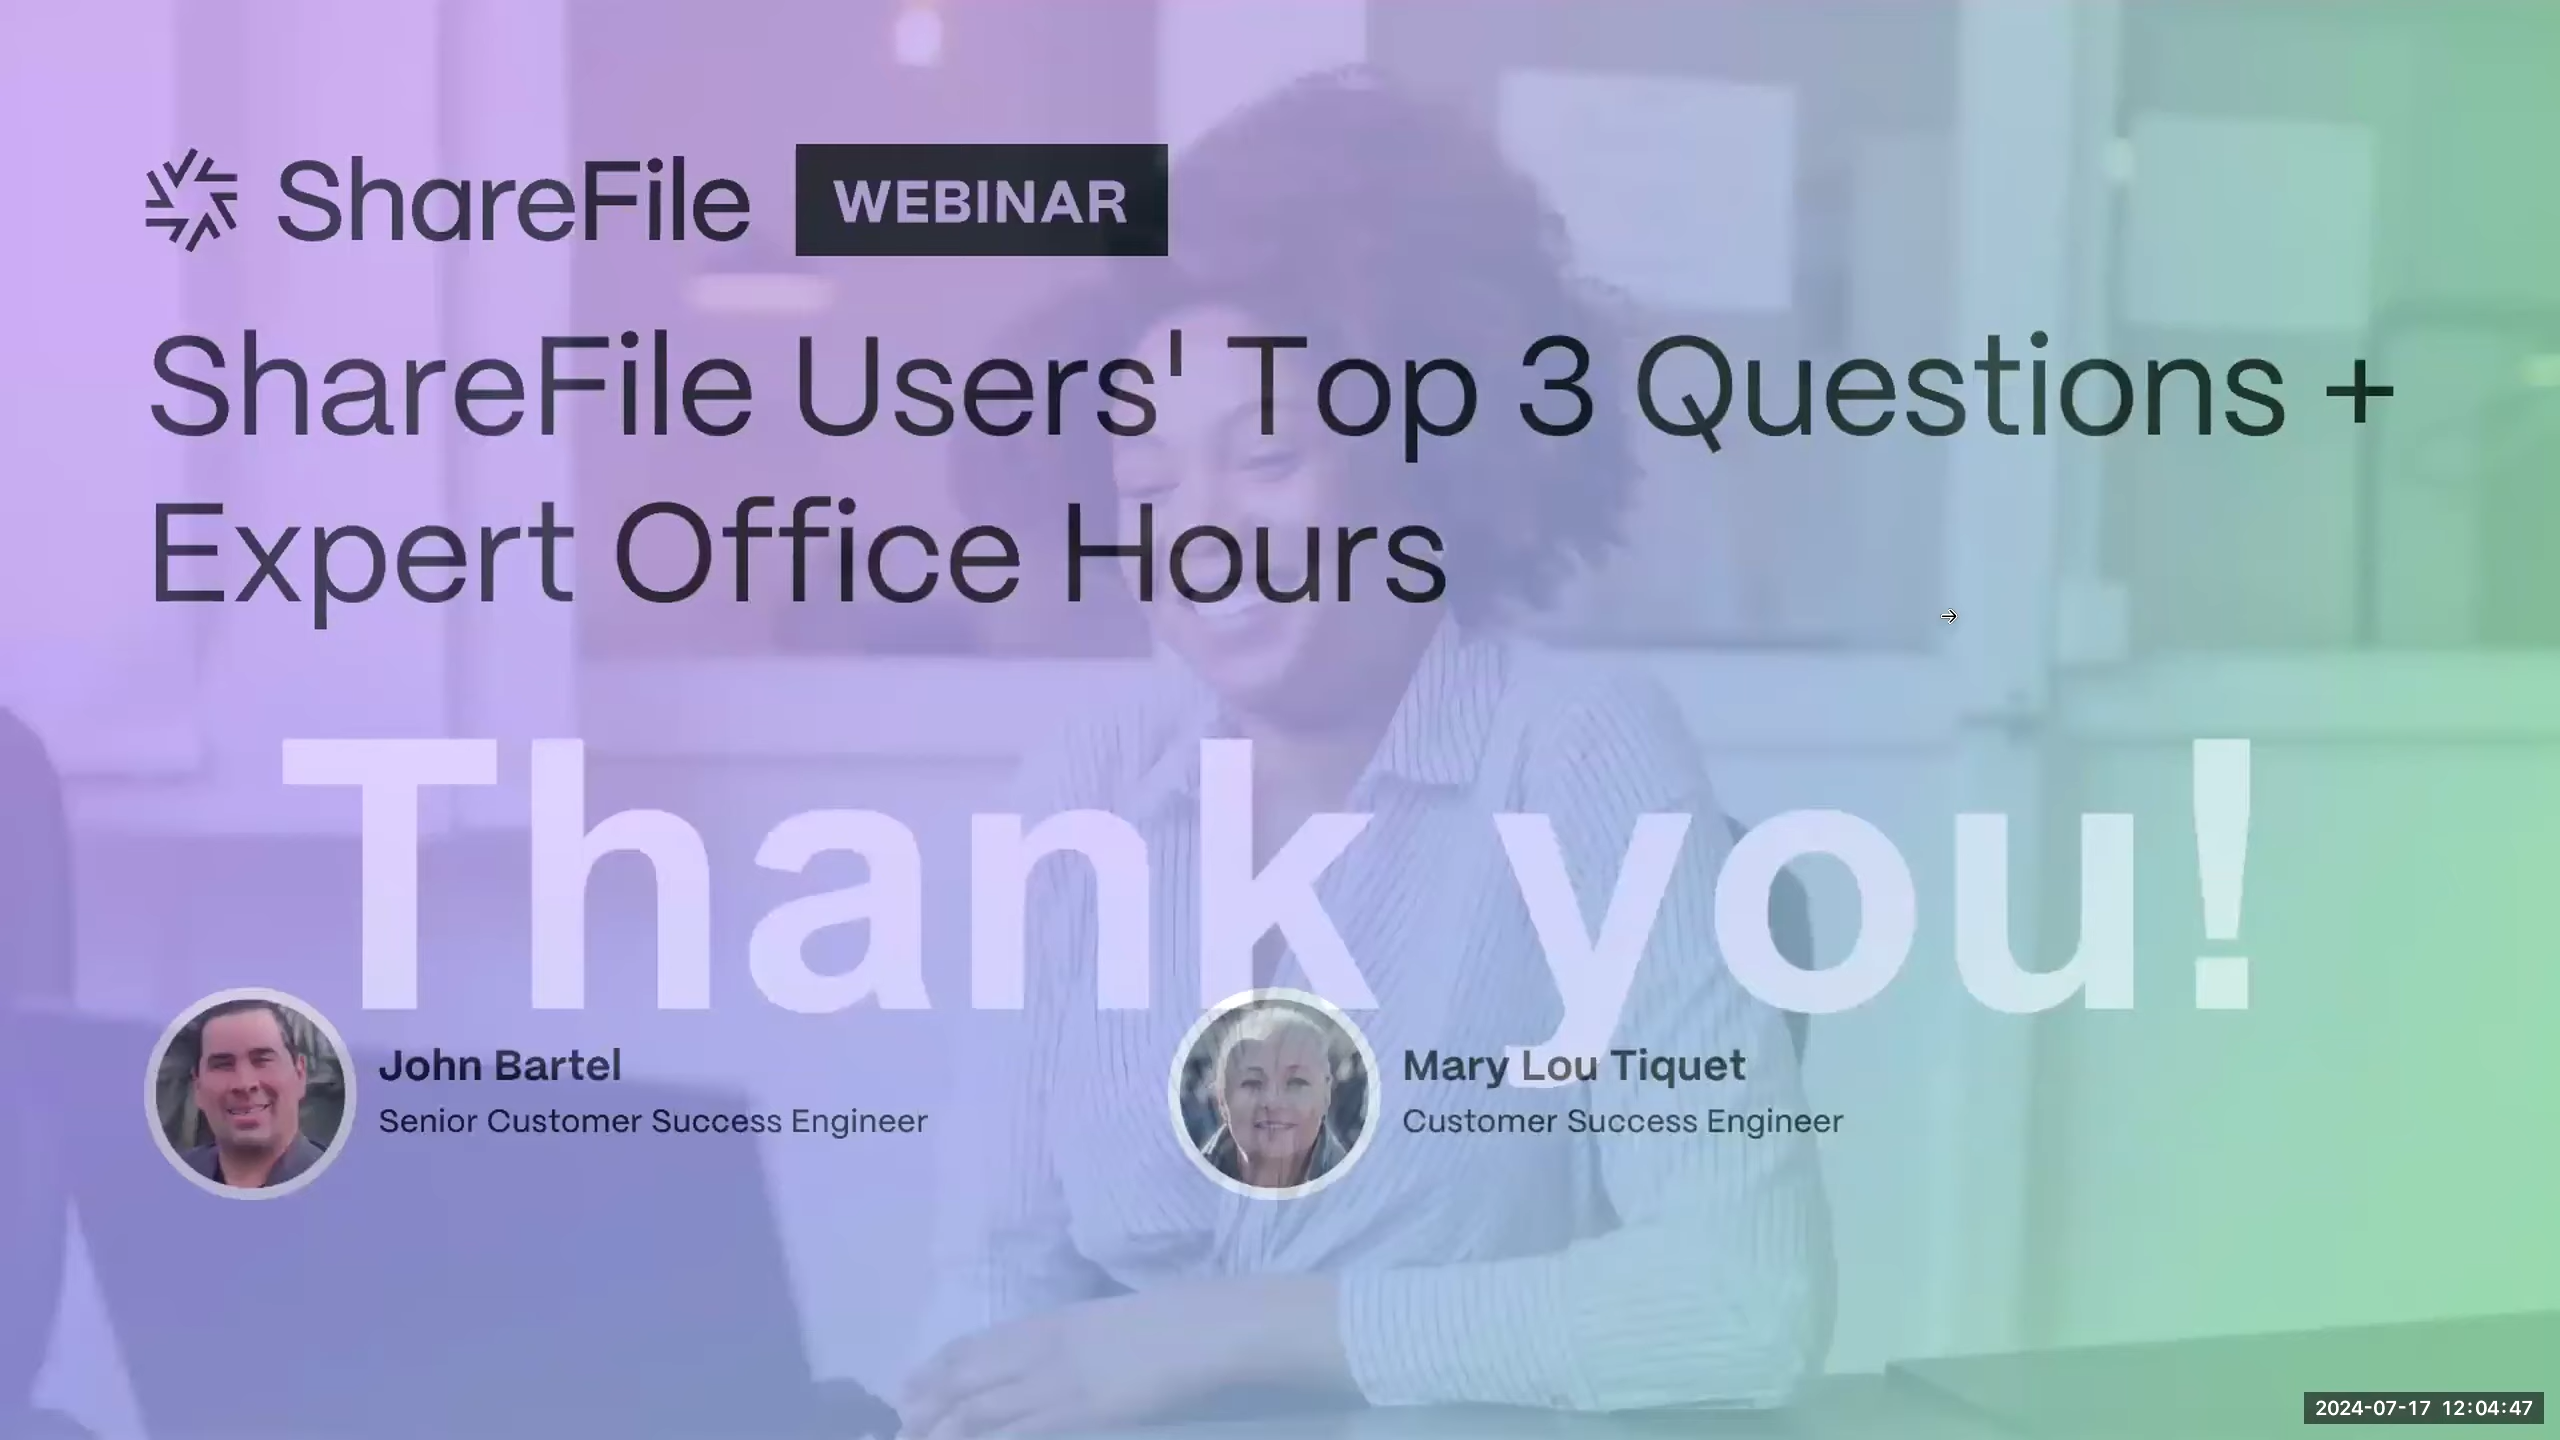 ShareFile WEBINAR
ShareFile Users' Top 3 Questions +
Expert Office Hours
Thank you!
John Bartel
Senior Customer Success Engineer
Mary Lou Tiquet
Customer Success Engineer
2024-07-17 12:04:47